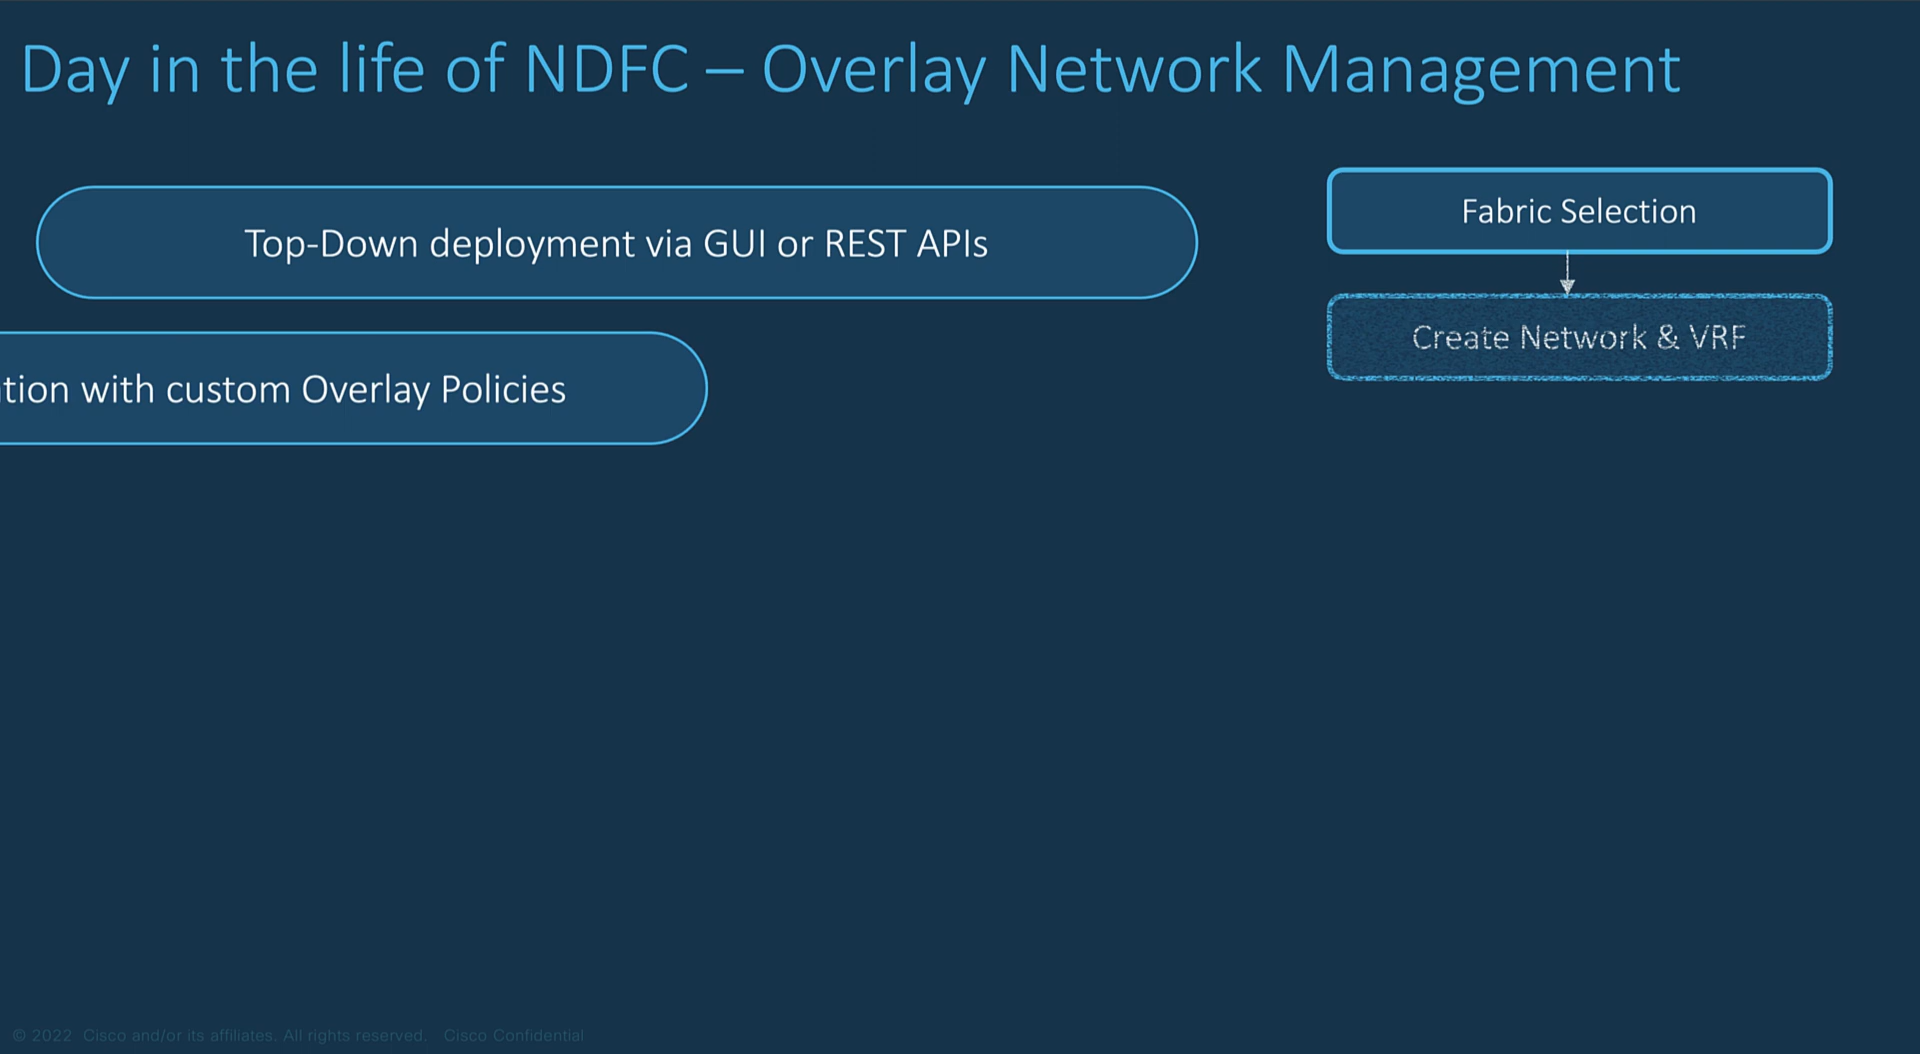 Day in the life of NDFC – Overlay Network Management
Top-Down deployment via GUI or REST APIs
Fabric Selection
Create Network & VRF
with custom Overlay Policies
© 2022 Cisco and/or its affiliates. All rights reserved. Cisco Confidential